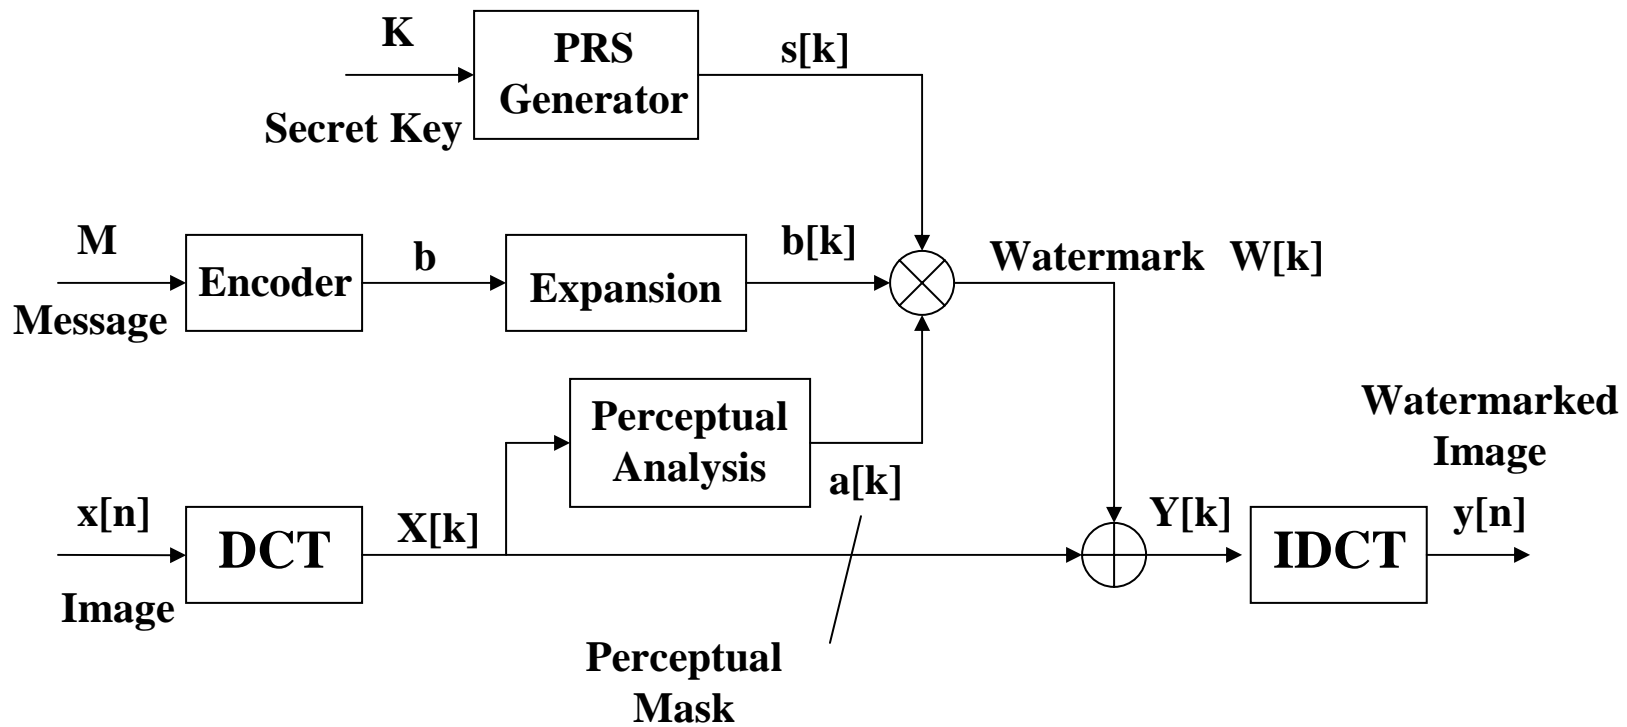 K
PRS
Generator
s[k]
Secret Key
M
Encoder
b
Expansion
b[k]
Watermark W[k]
Message
Perceptual
Analysis
a[k]
Watermarked
Image
x[n]
DCT
X[k]
Y[k]
IDCT
y[n]
Image
Perceptual
Mask